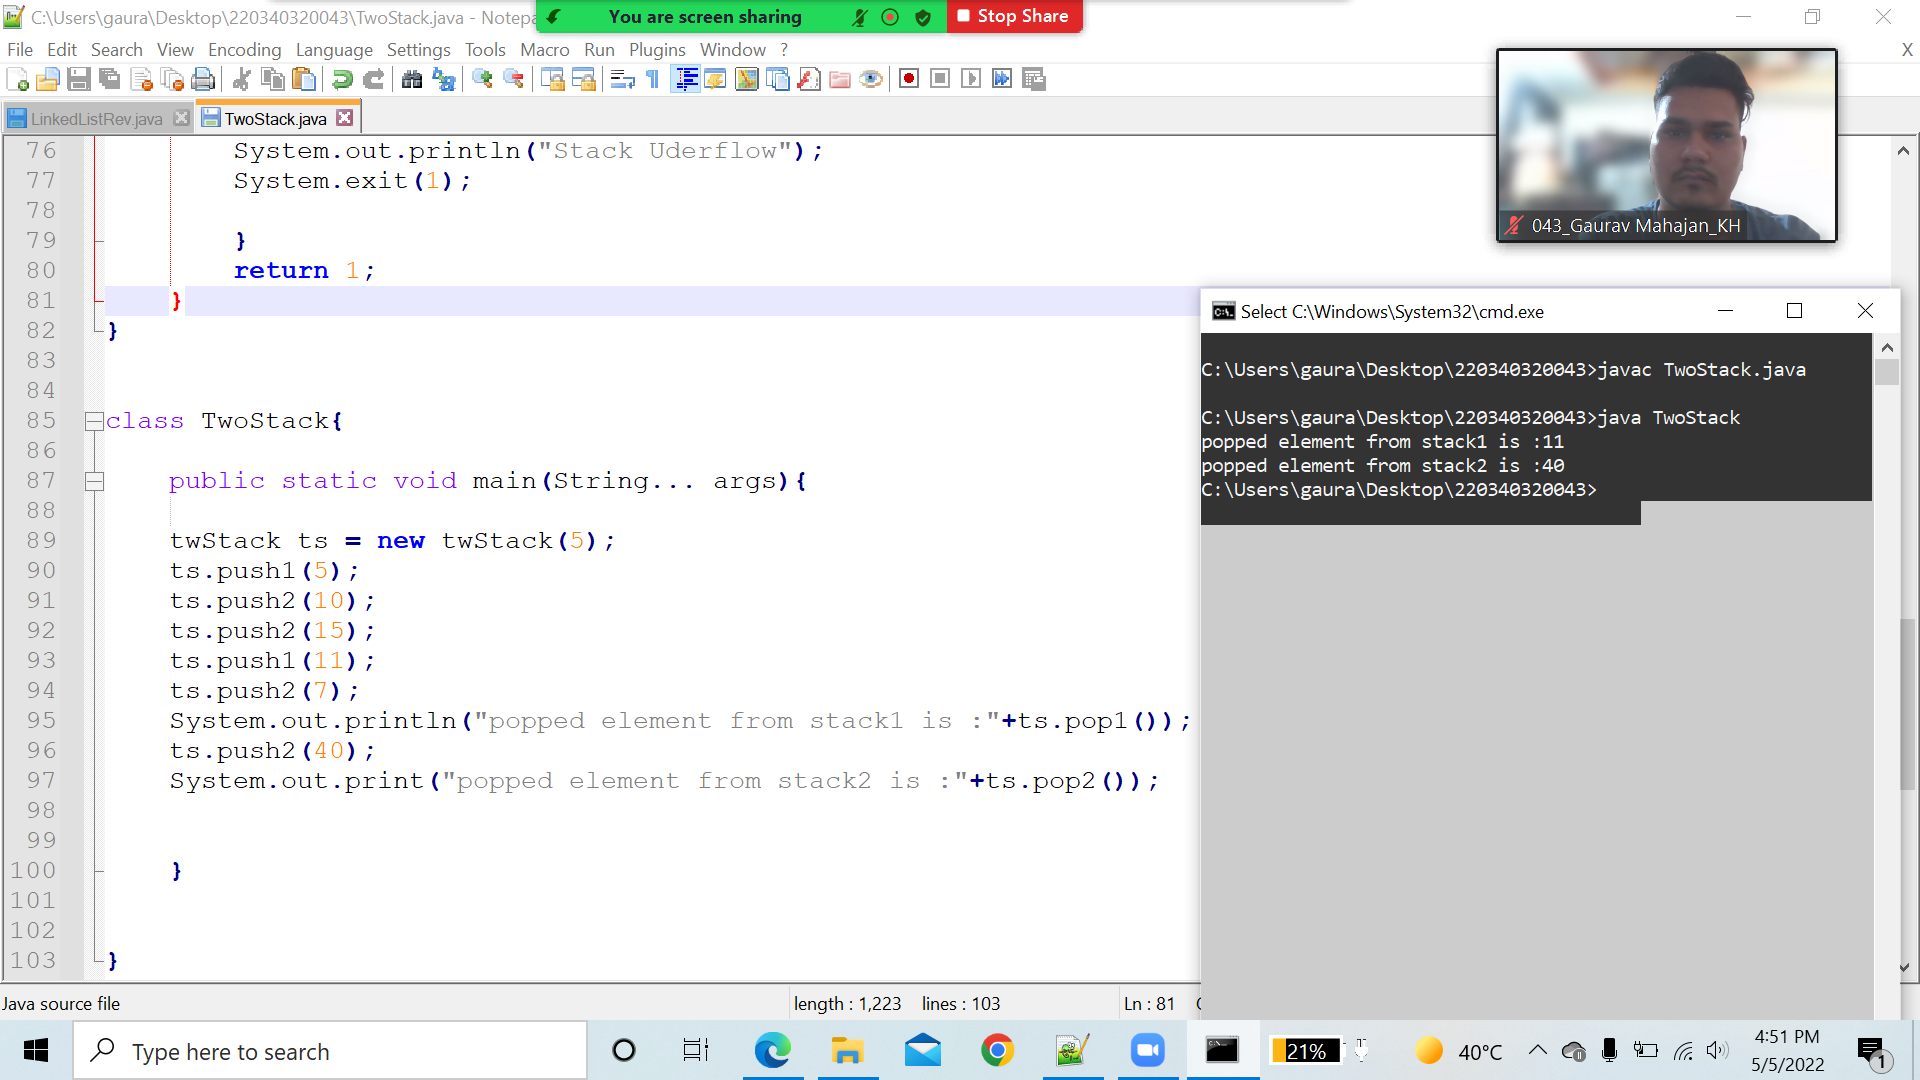 C:\Users\gaura\Desktop\220340320043\TwoStack.java - Notepa
You are screen sharing
Stop Share
File Edit Search View Encoding Language Settings Tools Macro Run Plugins Window ? X
LinkedListRev.java TwoStack.java
76 System.out.println("Stack Uderflow");
77 System.exit(1);
78
79 }
80 return 1;
81 }
82 }
83
84
85 class TwoStack{
86
87 public static void main(String... args){
88
89 twStack ts = new twStack(5);
90 ts.push1(5);
91 ts.push2(10);
92 ts.push2(15);
93 ts.push1(11);
94 ts.push2(7);
95 System.out.println("popped element from stack1 is :"+ts.pop1());
96 ts.push2(40);
97 System.out.print("popped element from stack2 is :"+ts.pop2());
98
99
100 }
101
102
103 }
043_Gaurav Mahajan_KH
Select C:\Windows\System32\cmd.exe
C:\Users\gaura\Desktop\220340320043>javac TwoStack.java
C:\Users\gaura\Desktop\220340320043>java TwoStack
popped element from stack1 is :11
popped element from stack2 is :40
C:\Users\gaura\Desktop\220340320043>
Java source file length : 1,223 lines : 103 Ln : 81
Type here to search
21%
40°C
4:51 PM
5/5/2022
1